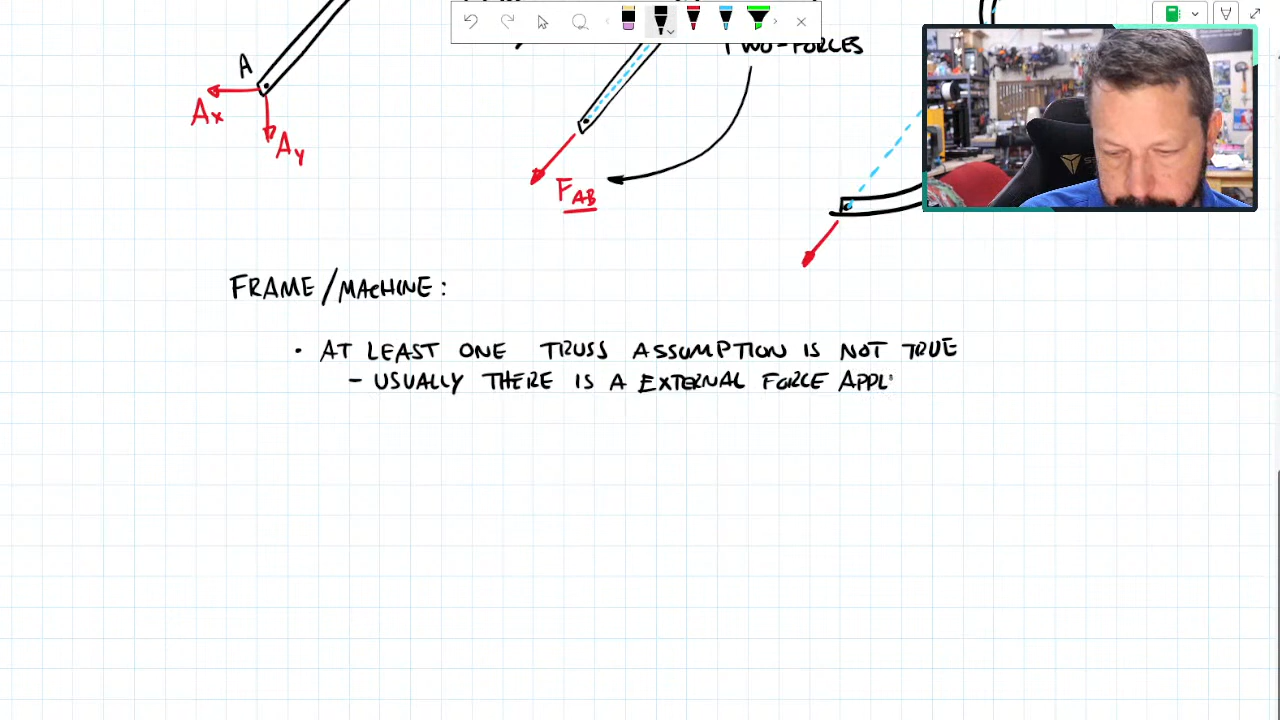 TWO-FORCES
A
Ax
Ay
FAB
FRAME/MACHINE:
• AT LEAST ONE TRUSS ASSUMPTION IS NOT TRUE
- USUALLY THERE IS A EXTERNAL FORCE APPL